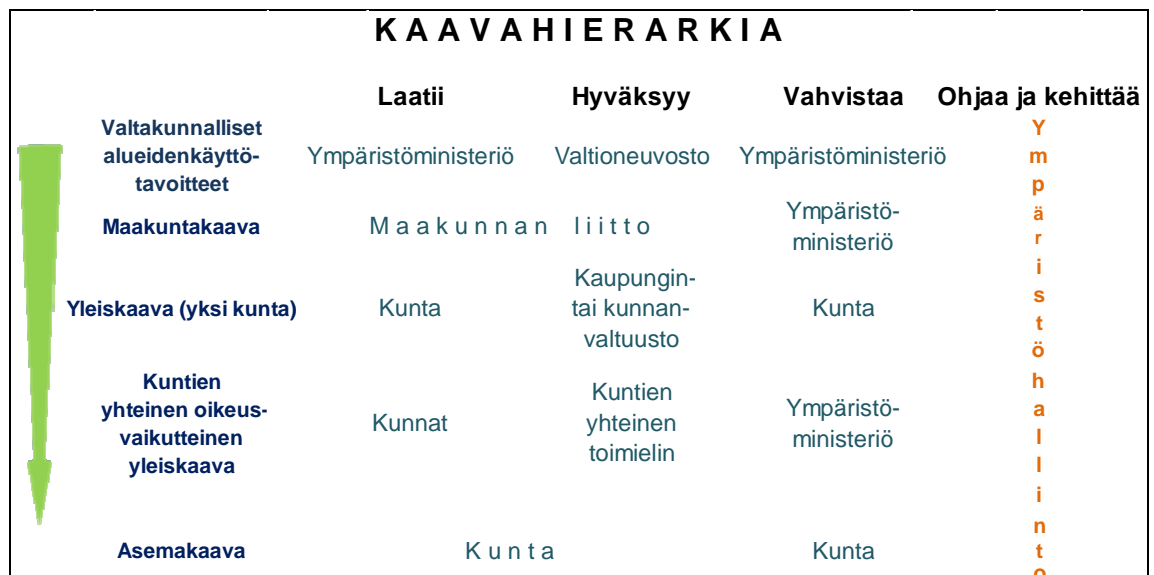 K A A V A H I E R A R K I A
Laatii Hyväksyy Vahvistaa Ohjaa ja kehittää
Valtakunnalliset
alueidenkäyttö-
tavoitteet
Ympäristöministeriö Valtioneuvosto Ympäristöministeriö
Maakuntakaava
M a a k u n n a n l i i t t o
Ympäristö-
ministeriö
Yleiskaava (yksi kunta)
Kunta
Kaupungin-
tai kunnan-
valtuusto
Kunta
Kuntien
yhteinen oikeus-
vaikutteinen
yleiskaava
Kunnat
Kuntien
yhteinen
toimielin
Ympäristö-
ministeriö
Asemakaava
K u n t a
Kunta
Y
m
p
ä
r
i
s
t
ö
h
a
l
l
i
n
t
o